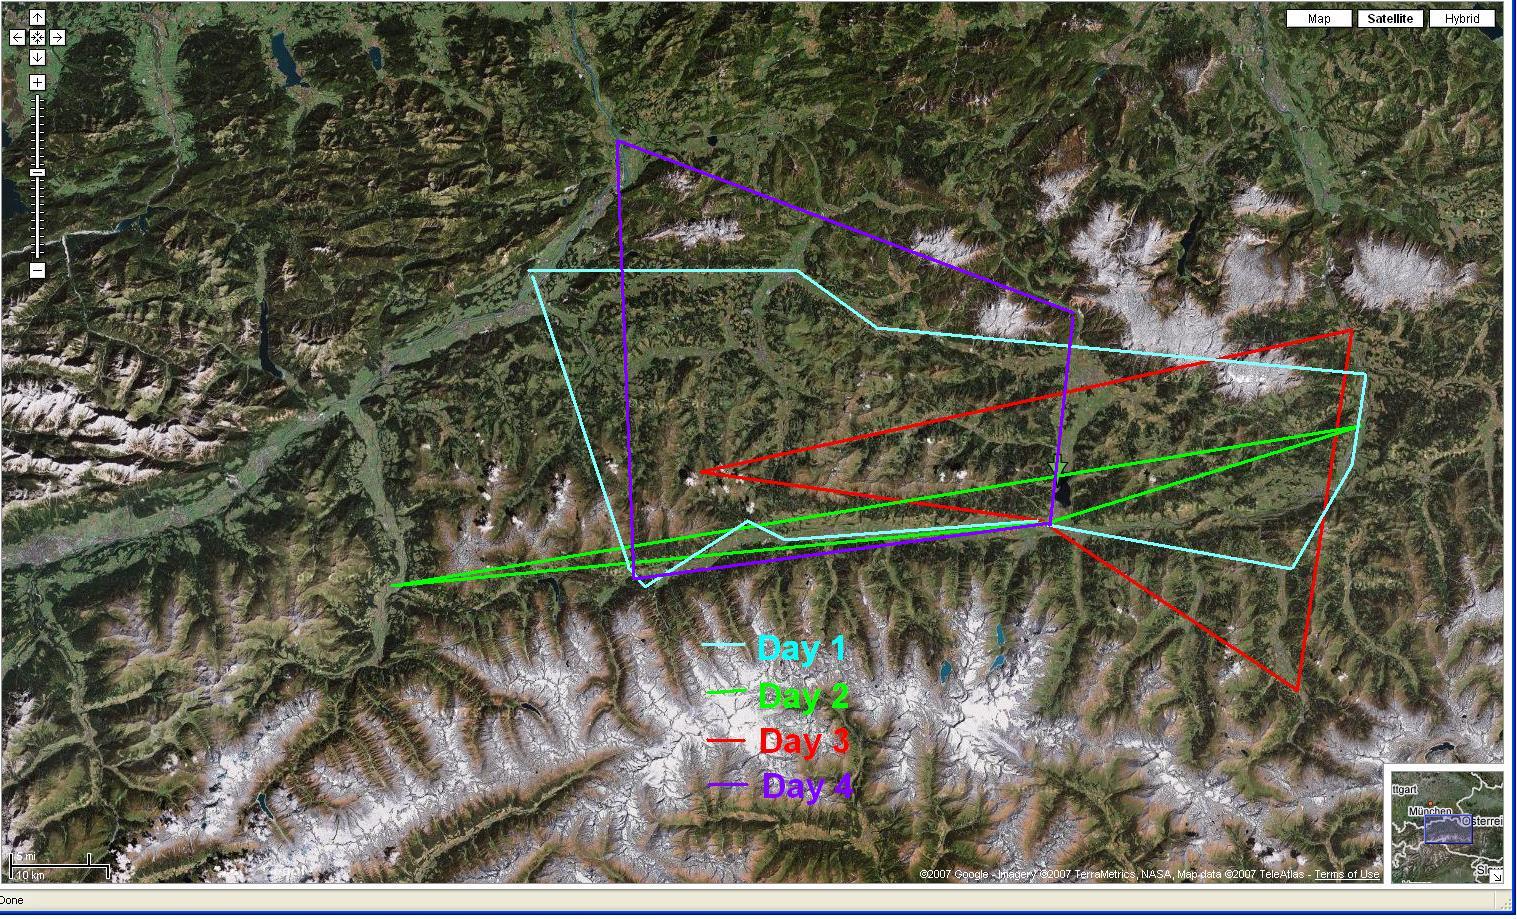 Map
Satellite
Hybrid
Day 1
Day 2
Day 3
Day 4
ttgart
München
Österrei
5 mi
10 km
©2007 Google - Imagery ©2007 TerraMetrics, NASA, Map data ©2007 TeleAtlas - Terms of Use
Done